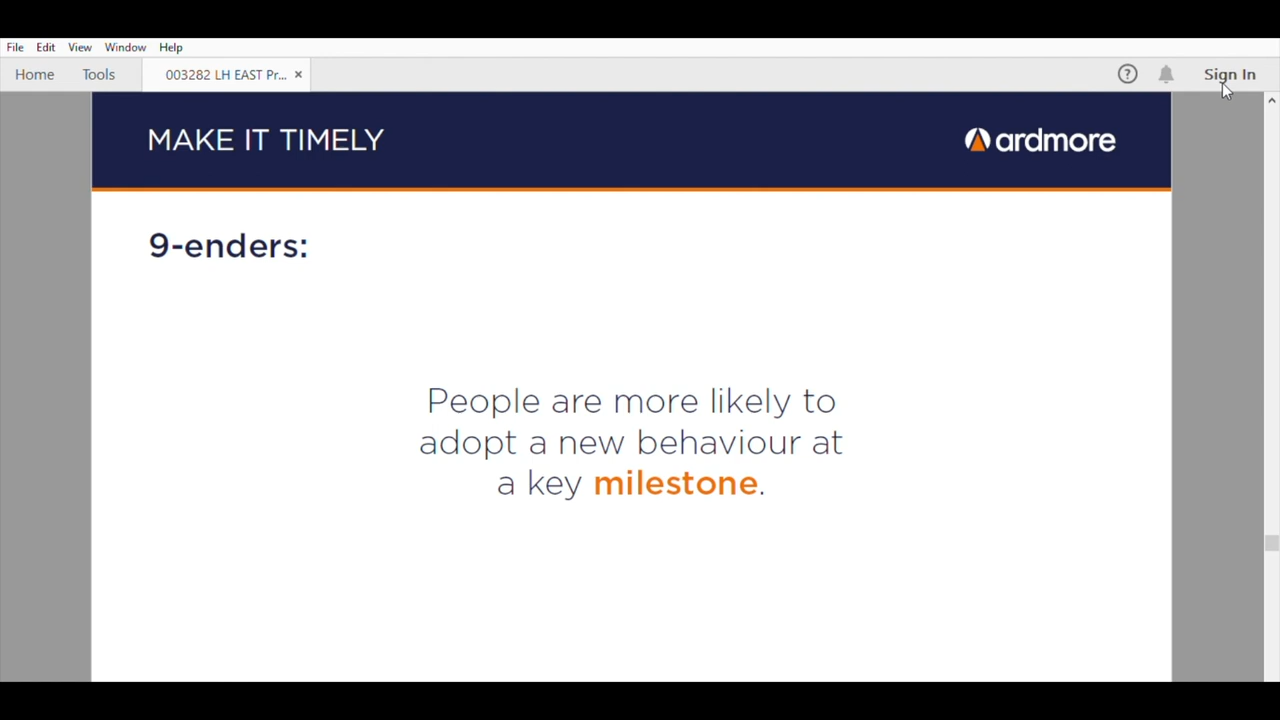 File Edit View Window Help
Home Tools 003282 LH EAST Pr... × ? Sign In
MAKE IT TIMELY ardmore
9-enders:
People are more likely to
adopt a new behaviour at
a key milestone.